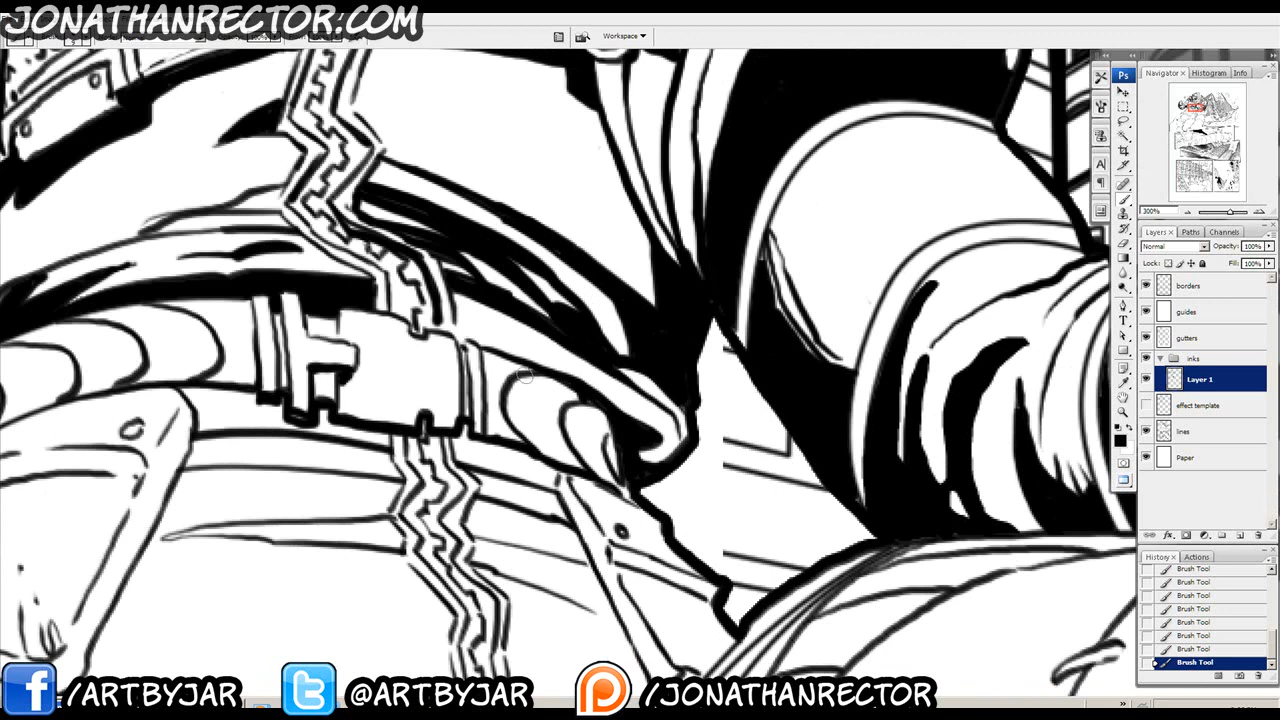 JONATHANRECTOR.COM
Workspace
Ps
Navigator × Histogram Info
300%
Layers × Paths Channels
Normal Opacity: 100%
Lock: Fill: 100%
borders
guides
gutters
inks
Layer 1
effect template
lines
Paper
History × Actions
Brush Tool
Brush Tool
Brush Tool
Brush Tool
Brush Tool
Brush Tool
Brush Tool
Brush Tool
/ARTBYJAR
@ARTBYJAR
/JONATHANRECTOR